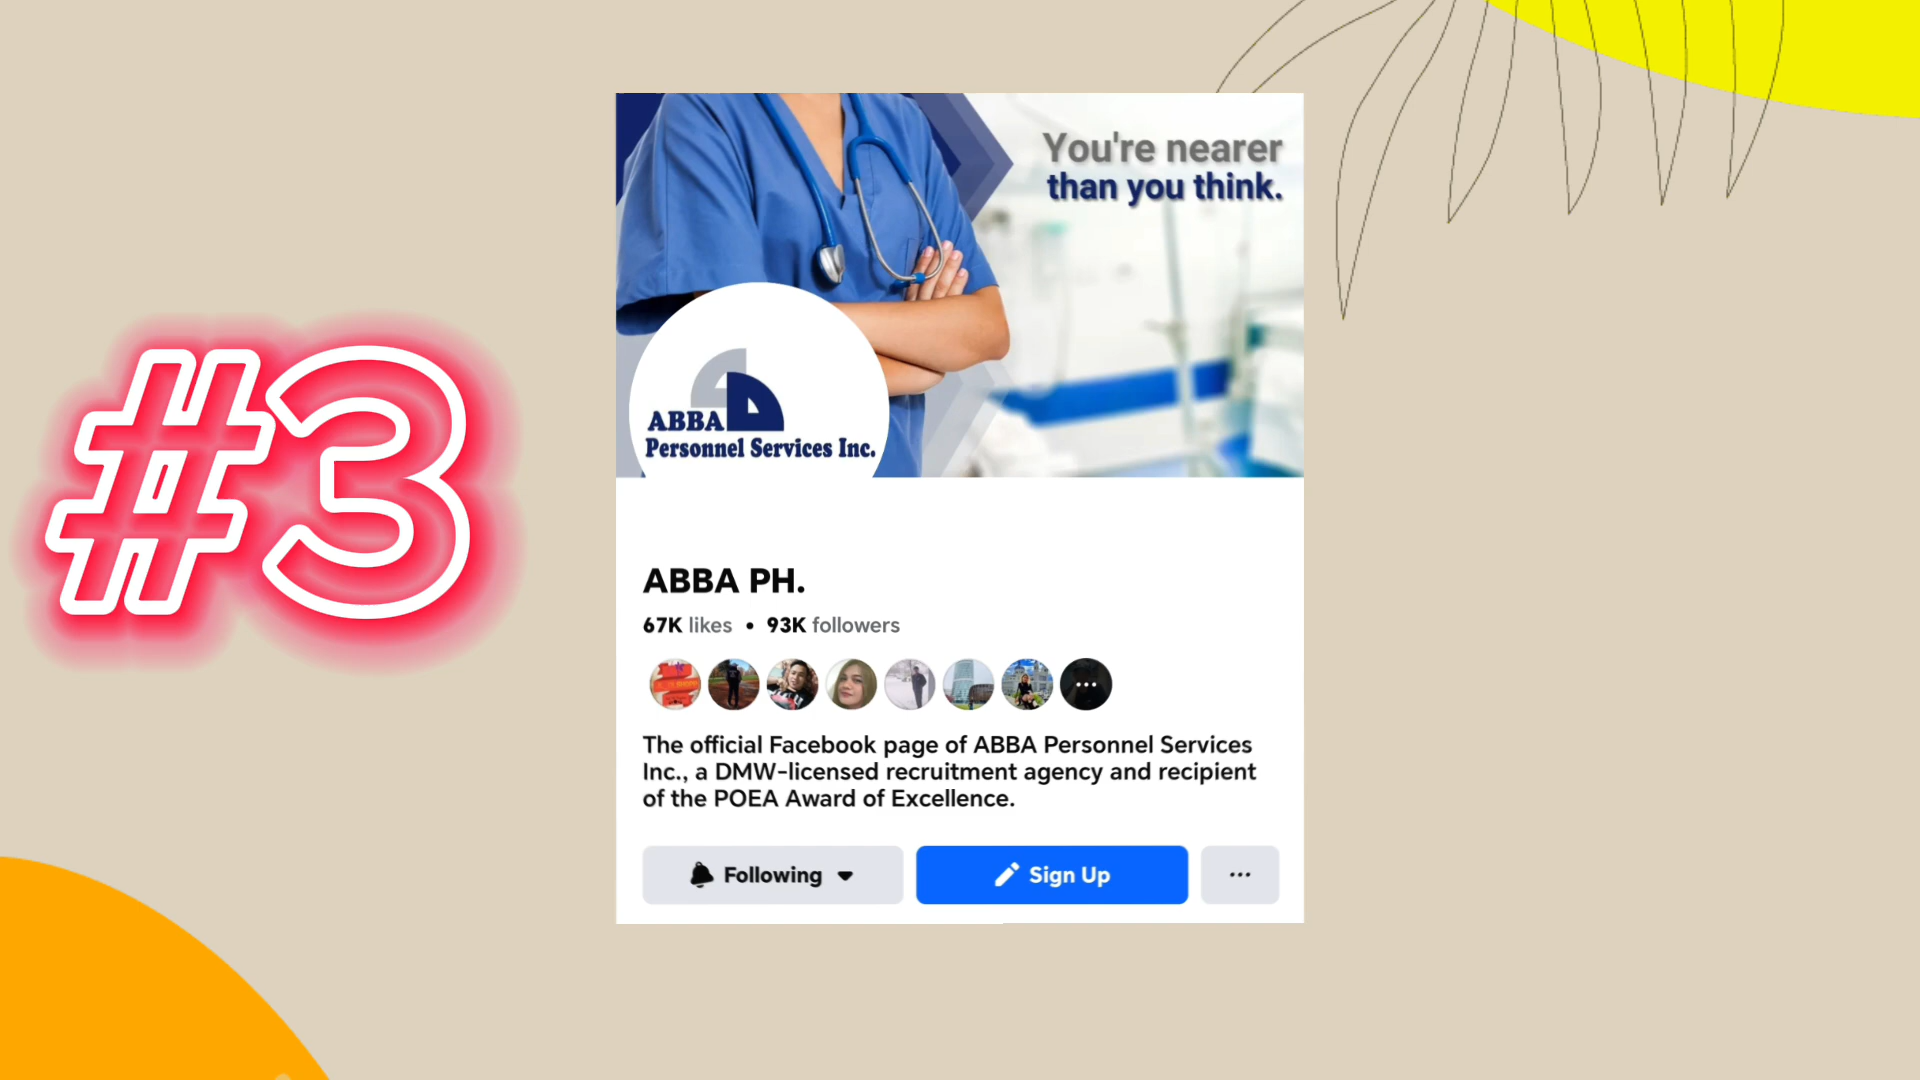 #3
You're nearer
than you think.
ABBA
Personnel Services Inc.
ABBA PH.
67K likes • 93K followers
The official Facebook page of ABBA Personnel Services
Inc., a DMW-licensed recruitment agency and recipient
of the POEA Award of Excellence.
Following
Sign Up